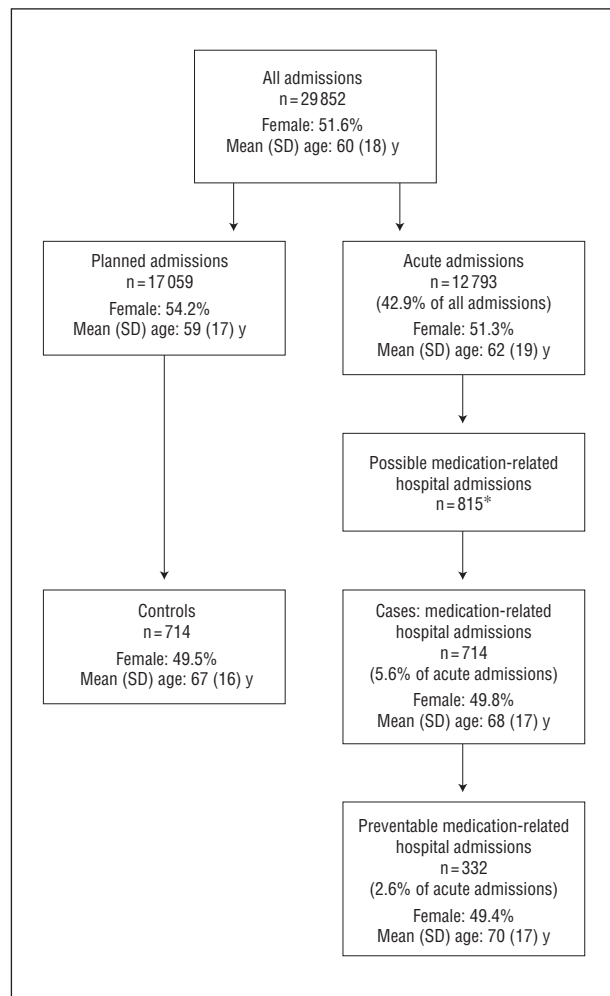 All admissions
n = 29 852
Female: 51.6%
Mean (SD) age: 60 (18) y
Planned admissions
n = 17 059
Female: 54.2%
Mean (SD) age: 59 (17) y
Acute admissions
n = 12 793
(42.9% of all admissions)
Female: 51.3%
Mean (SD) age: 62 (19) y
Possible medication-related
hospital admissions
n = 815*
Controls
n = 714
Female: 49.5%
Mean (SD) age: 67 (16) y
Cases: medication-related
hospital admissions
n = 714
(5.6% of acute admissions)
Female: 49.8%
Mean (SD) age: 68 (17) y
Preventable medication-related
hospital admissions
n = 332
(2.6% of acute admissions)
Female: 49.4%
Mean (SD) age: 70 (17) y